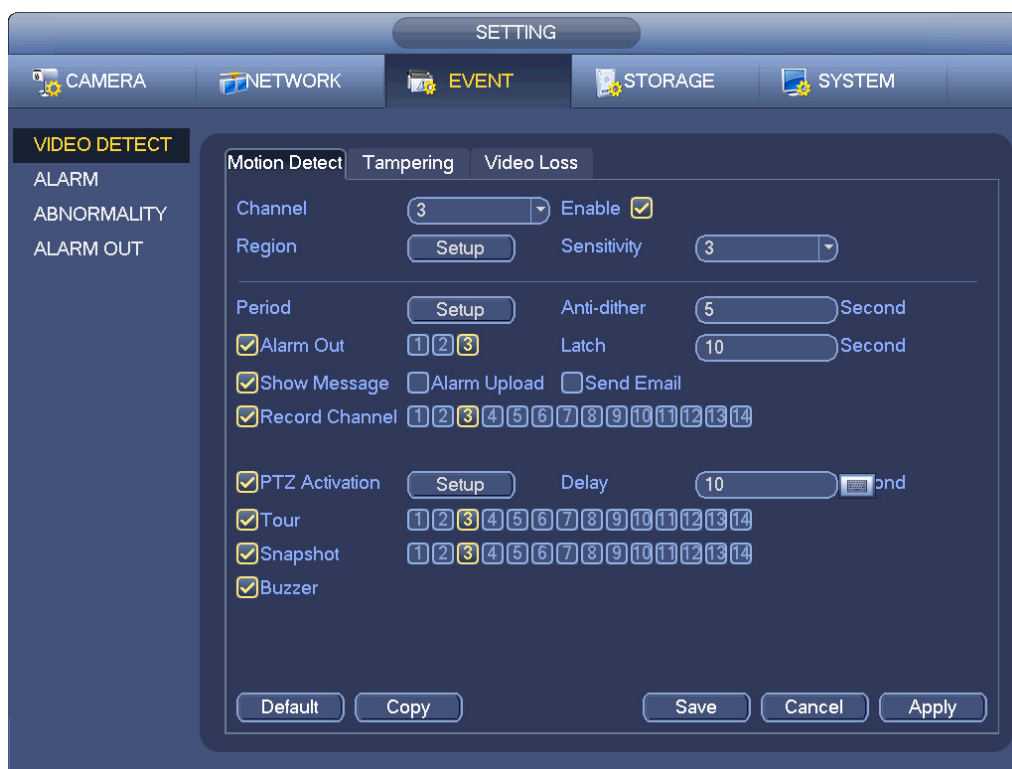 SETTING
CAMERA NETWORK EVENT STORAGE SYSTEM
VIDEO DETECT
ALARM
ABNORMALITY
ALARM OUT
Motion Detect Tampering Video Loss
Channel 3 Enable
Region Setup Sensitivity 3
Period Setup Anti-dither 5 Second
Alarm Out 1 2 3 Latch 10 Second
Show Message Alarm Upload Send Email
Record Channel 1 2 3 4 5 6 7 8 9 10 11 12 13 14
PTZ Activation Setup Delay 10 ond
Tour 1 2 3 4 5 6 7 8 9 10 11 12 13 14
Snapshot 1 2 3 4 5 6 7 8 9 10 11 12 13 14
Buzzer
Default Copy Save Cancel Apply